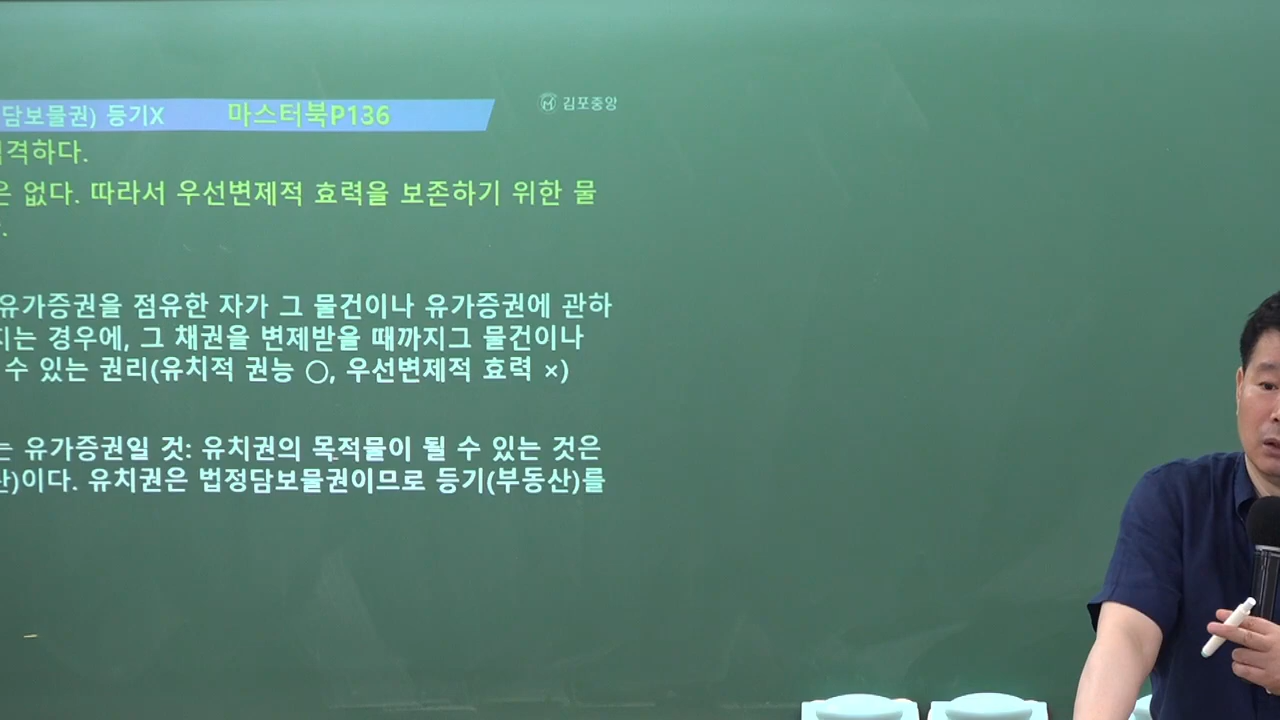 담보물권) 등기X 마스터북P136
김포중앙
격하다.
은 없다. 따라서 우선변제적 효력을 보존하기 위한 물
.
유가증권을 점유한 자가 그 물건이나 유가증권에 관하
지는 경우에, 그 채권을 변제받을 때까지그 물건이나
수 있는 권리(유치적 권능 ○, 우선변제적 효력 ×)
는 유가증권일 것: 유치권의 목적물이 될 수 있는 것은
산)이다. 유치권은 법정담보물권이므로 등기(부동산)를